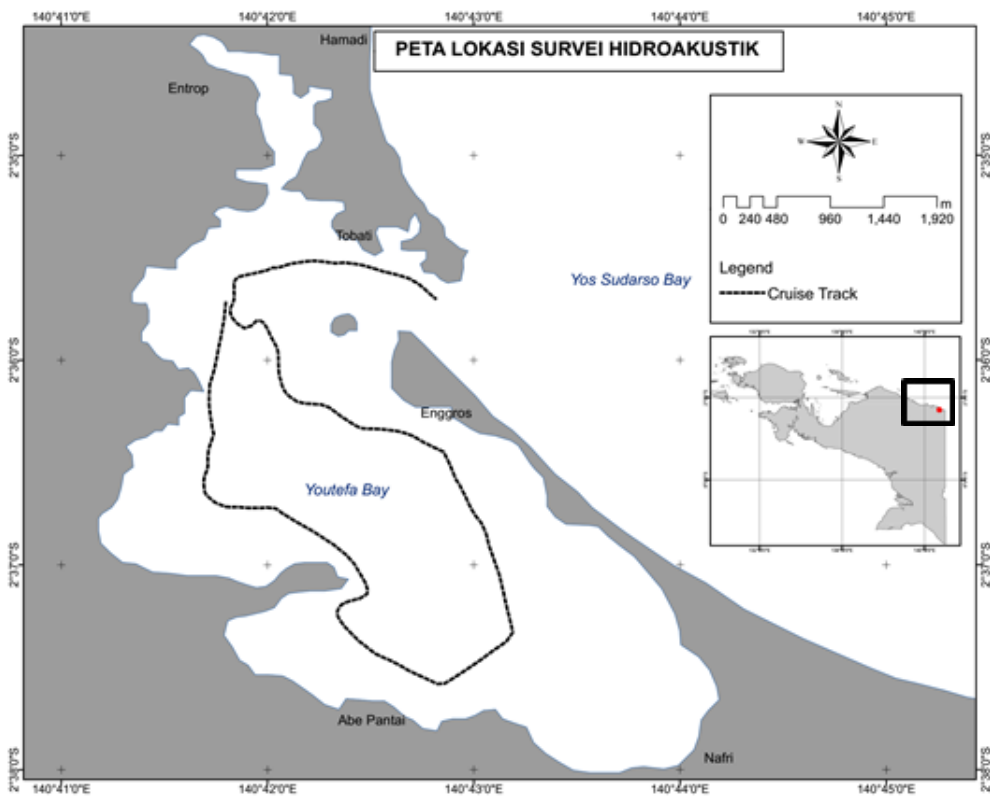 140°41'0"E 140°42'0"E 140°43'0"E 140°44'0"E 140°45'0"E
Hamadi
PETA LOKASI SURVEI HIDROAKUSTIK
Entrop
N
W E
S
2°35'0"S 2°35'0"S
m
0 240 480 960 1,440 1,920
Tobati
Yos Sudarso Bay
Legend
Cruise Track
2°36'0"S 2°36'0"S
Enggros
Youtefa Bay
2°37'0"S 2°37'0"S
Abe Pantai
Nafri
2°38'0"S 2°38'0"S
140°41'0"E 140°42'0"E 140°43'0"E 140°44'0"E 140°45'0"E